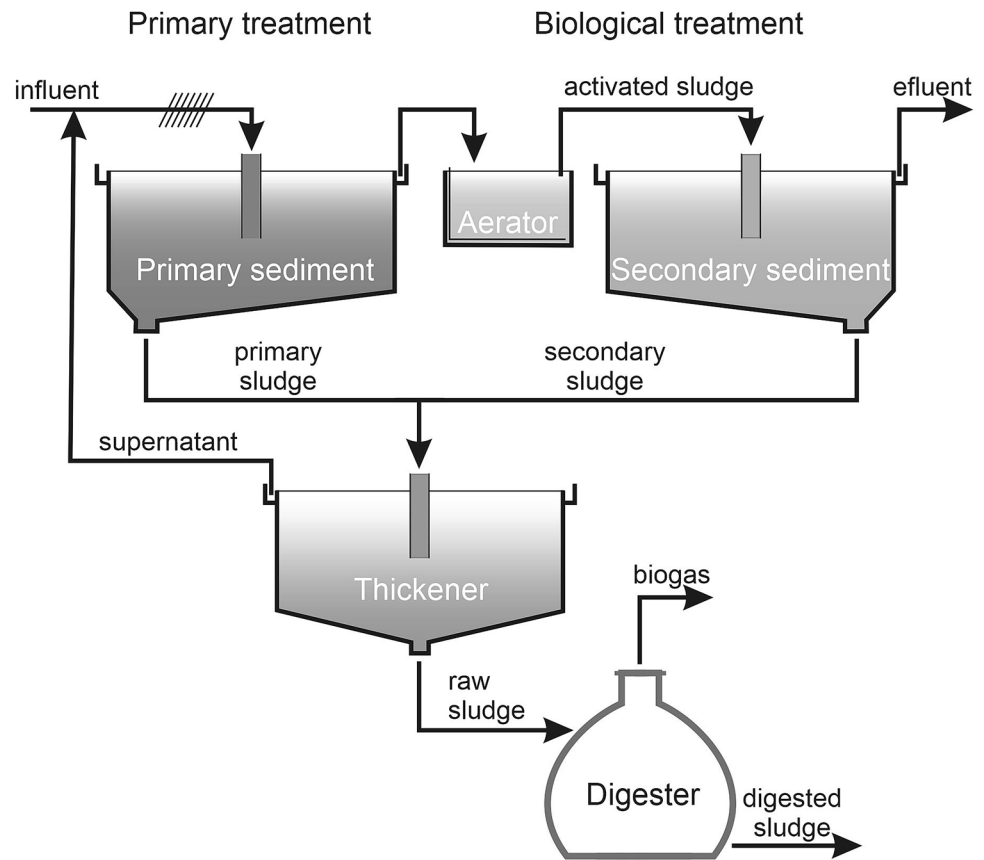 Primary treatment
Biological treatment
influent
activated sludge
efluent
Aerator
Primary sediment
Secondary sediment
primary
sludge
secondary
sludge
supernatant
Thickener
biogas
raw
sludge
Digester
digested
sludge